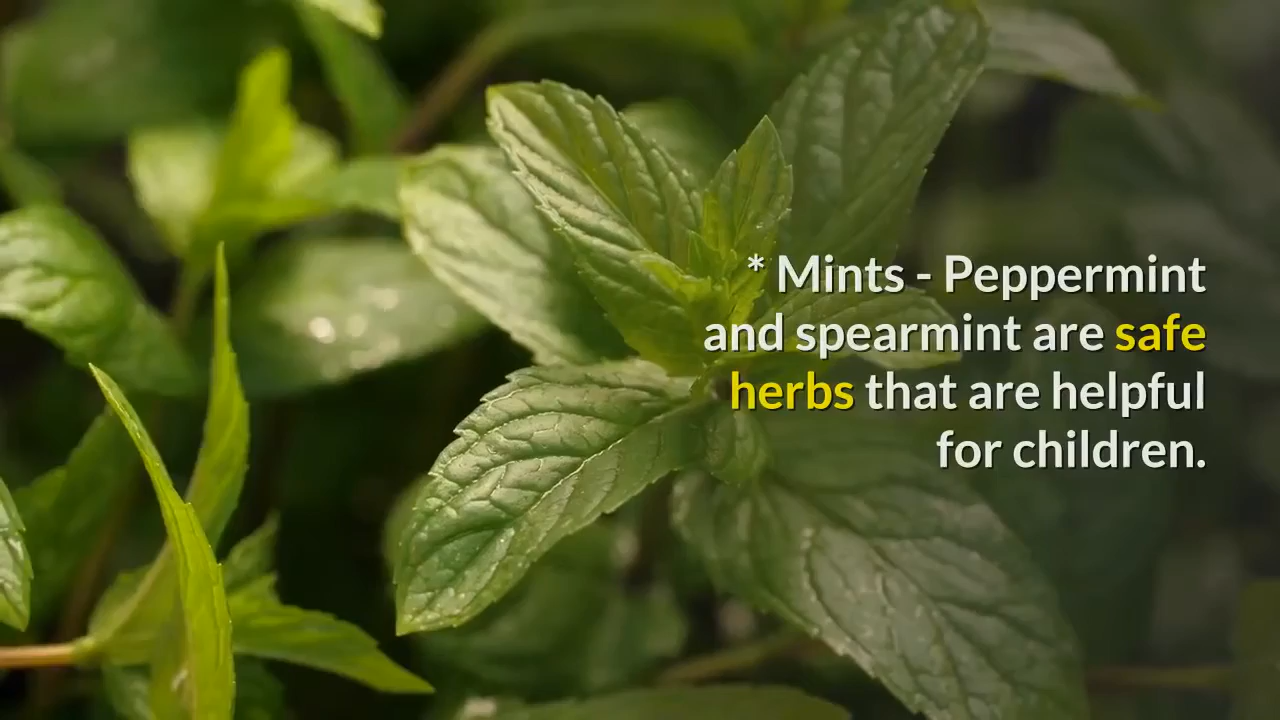 * Mints - Peppermint
and spearmint are safe
herbs that are helpful
for children.